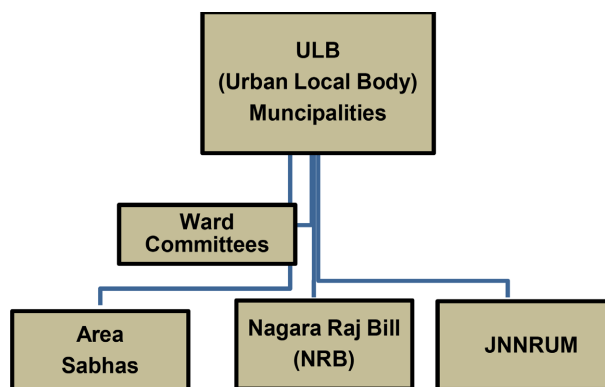 ULB
(Urban Local Body)
Muncipalities
Ward
Committees
Area
Sabhas
Nagara Raj Bill
(NRB)
JNNRUM